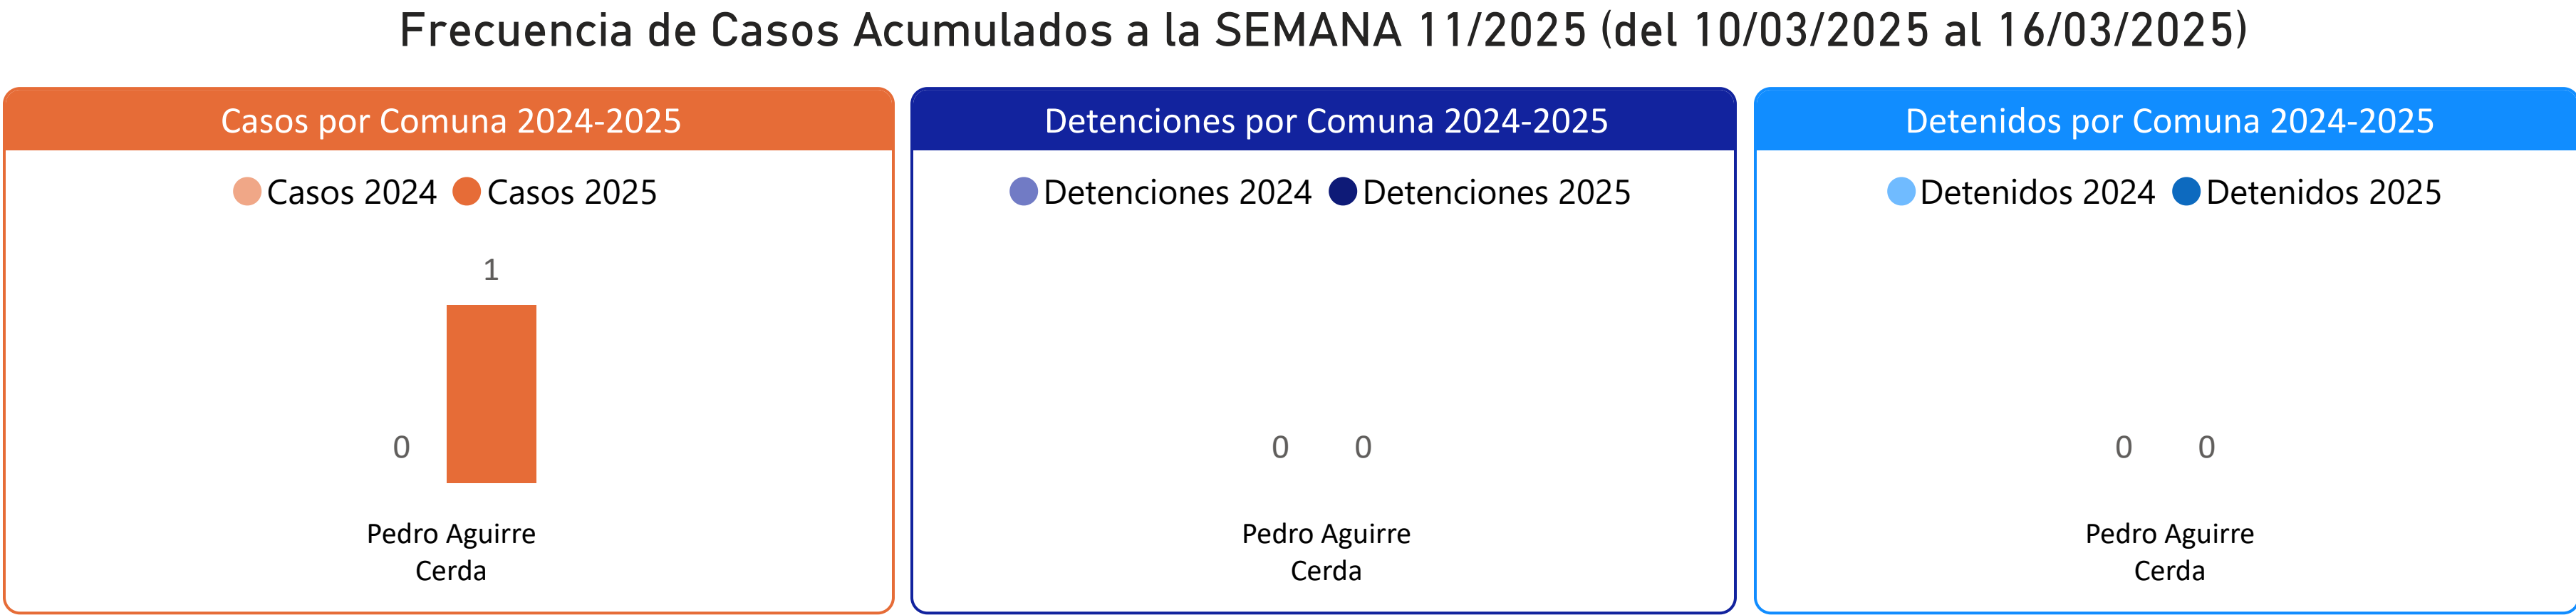 Frecuencia de Casos Acumulados a la SEMANA 11/2025 (del 10/03/2025 al 16/03/2025)
Casos por Comuna 2024-2025
Casos 2024 Casos 2025
1
0
Pedro Aguirre
Cerda
Detenciones por Comuna 2024-2025
Detenciones 2024 Detenciones 2025
0 0
Pedro Aguirre
Cerda
Detenidos por Comuna 2024-2025
Detenidos 2024 Detenidos 2025
0 0
Pedro Aguirre
Cerda